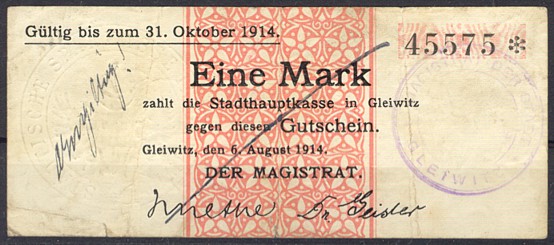 Gültig bis zum 31. Oktober 1914.
45575 ✻
Eine Mark
zahlt die Stadthauptkasse in Gleiwitz
gegen diesen Gutschein.
Gleiwitz, den 6. August 1914.
DER MAGISTRAT.
Dr. Geisler
GLEIWITZ